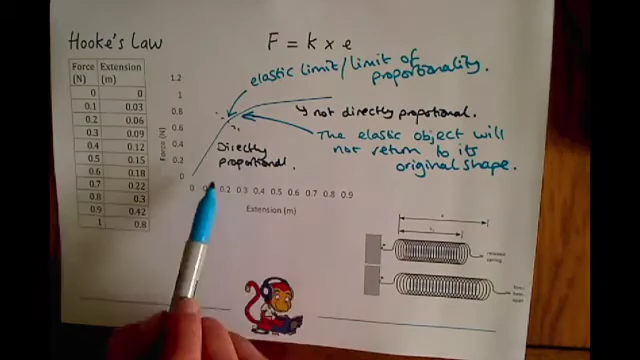 Hooke's Law
F = k x e
Force (N) Extension (m)
0 0
0.1 0.03
0.2 0.06
0.3 0.09
0.4 0.12
0.5 0.15
0.6 0.18
0.7 0.22
0.8 0.3
0.9 0.42
1 0.8
elastic limit/limit of
proportionality.
not directly proportional.
The elastic object will
not return to its
original shape.
Directly
proportional.
1.2
1
0.8
0.6
0.4
0.2
0
Force (N)
0 0.2 0.3 0.4 0.5 0.6 0.7 0.8 0.9
Extension (m)